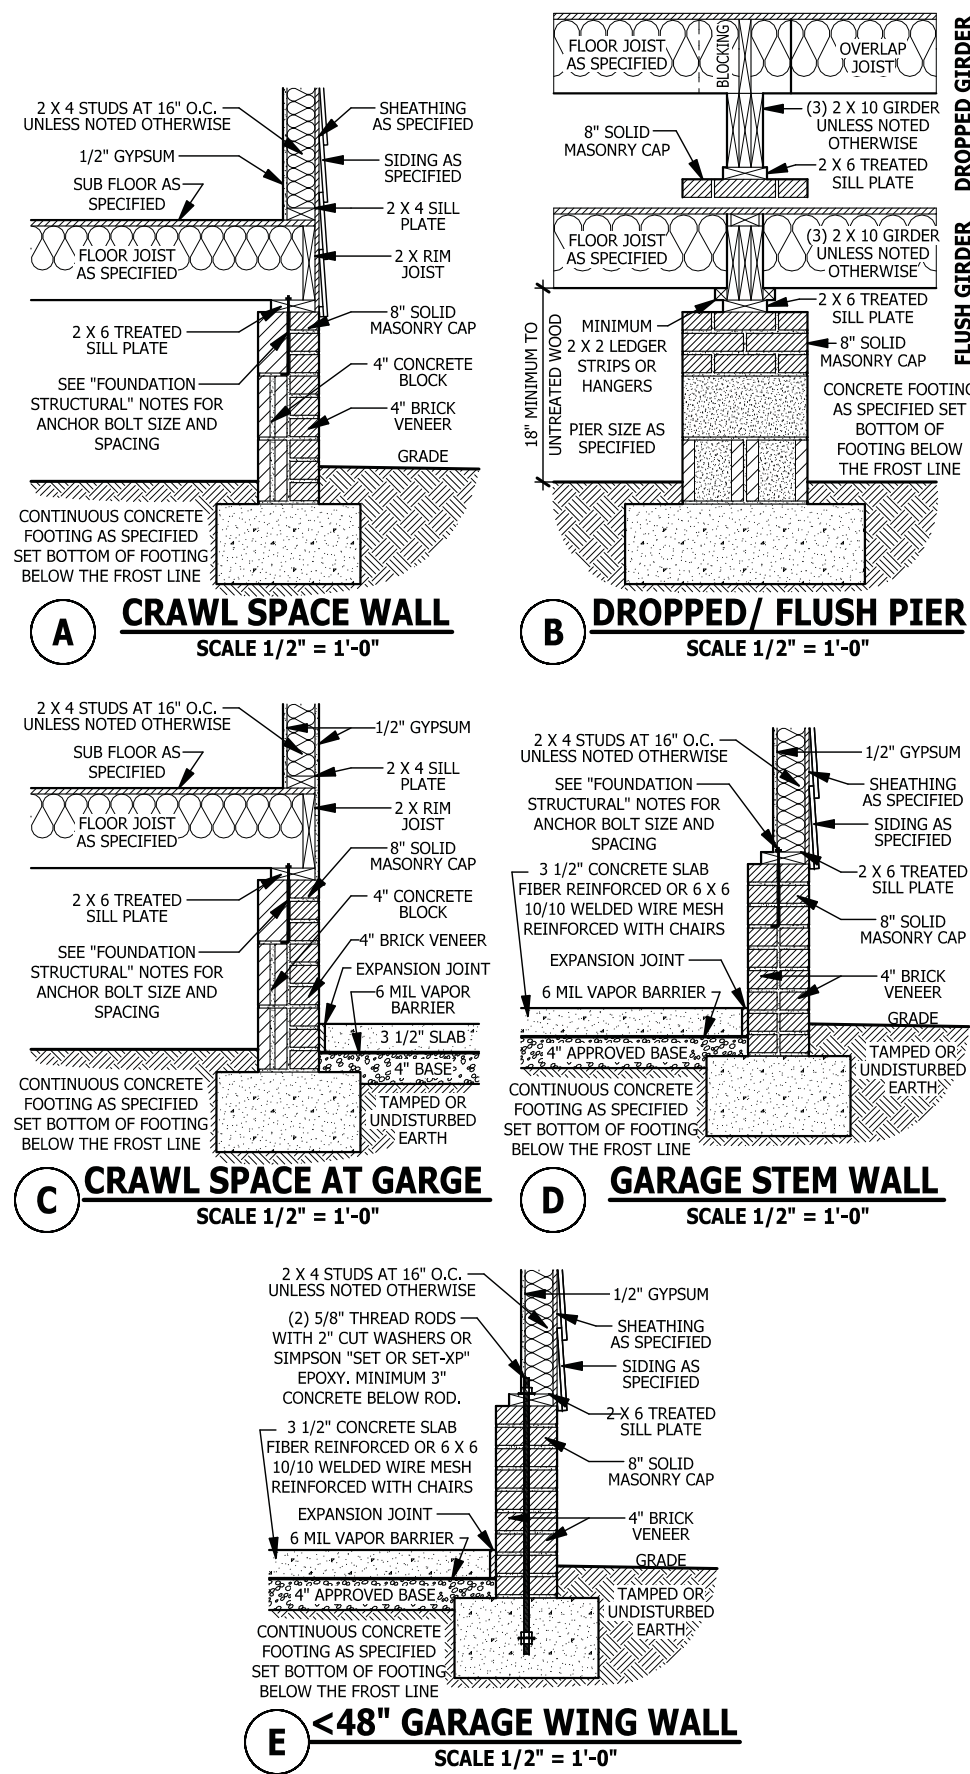 2 X 4 STUDS AT 16" O.C.
UNLESS NOTED OTHERWISE
1/2" GYPSUM
SUB FLOOR AS
SPECIFIED
FLOOR JOIST
AS SPECIFIED
2 X 6 TREATED
SILL PLATE
SEE "FOUNDATION
STRUCTURAL" NOTES FOR
ANCHOR BOLT SIZE AND
SPACING
CONTINUOUS CONCRETE
FOOTING AS SPECIFIED
SET BOTTOM OF FOOTING
BELOW THE FROST LINE
SHEATHING
AS SPECIFIED
SIDING AS
SPECIFIED
2 X 4 SILL
PLATE
2 X RIM
JOIST
8" SOLID
MASONRY CAP
4" CONCRETE
BLOCK
4" BRICK
VENEER
GRADE
A
CRAWL SPACE WALL
SCALE 1/2" = 1'-0"
FLOOR JOIST
AS SPECIFIED
BLOCKING
OVERLAP
JOIST
8" SOLID
MASONRY CAP
(3) 2 X 10 GIRDER
UNLESS NOTED
OTHERWISE
2 X 6 TREATED
SILL PLATE
DROPPED GIRDER
FLOOR JOIST
AS SPECIFIED
(3) 2 X 10 GIRDER
UNLESS NOTED
OTHERWISE
2 X 6 TREATED
SILL PLATE
FLUSH GIRDER
18" MINIMUM TO
UNTREATED WOOD
MINIMUM
2 X 2 LEDGER
STRIPS OR
HANGERS
PIER SIZE AS
SPECIFIED
8" SOLID
MASONRY CAP
CONCRETE FOOTING
AS SPECIFIED SET
BOTTOM OF
FOOTING BELOW
THE FROST LINE
B
DROPPED/ FLUSH PIER
SCALE 1/2" = 1'-0"
2 X 4 STUDS AT 16" O.C.
UNLESS NOTED OTHERWISE
SUB FLOOR AS
SPECIFIED
FLOOR JOIST
AS SPECIFIED
2 X 6 TREATED
SILL PLATE
SEE "FOUNDATION
STRUCTURAL" NOTES FOR
ANCHOR BOLT SIZE AND
SPACING
CONTINUOUS CONCRETE
FOOTING AS SPECIFIED
SET BOTTOM OF FOOTING
BELOW THE FROST LINE
1/2" GYPSUM
2 X 4 SILL
PLATE
2 X RIM
JOIST
8" SOLID
MASONRY CAP
4" CONCRETE
BLOCK
4" BRICK VENEER
EXPANSION JOINT
6 MIL VAPOR
BARRIER
3 1/2" SLAB
4" BASE
TAMPED OR
UNDISTURBED
EARTH
C
CRAWL SPACE AT GARGE
SCALE 1/2" = 1'-0"
2 X 4 STUDS AT 16" O.C.
UNLESS NOTED OTHERWISE
SEE "FOUNDATION
STRUCTURAL" NOTES FOR
ANCHOR BOLT SIZE AND
SPACING
3 1/2" CONCRETE SLAB
FIBER REINFORCED OR 6 X 6
10/10 WELDED WIRE MESH
REINFORCED WITH CHAIRS
EXPANSION JOINT
6 MIL VAPOR BARRIER
4" APPROVED BASE
CONTINUOUS CONCRETE
FOOTING AS SPECIFIED
SET BOTTOM OF FOOTING
BELOW THE FROST LINE
1/2" GYPSUM
SHEATHING
AS SPECIFIED
SIDING AS
SPECIFIED
2 X 6 TREATED
SILL PLATE
8" SOLID
MASONRY CAP
4" BRICK
VENEER
GRADE
TAMPED OR
UNDISTURBED
EARTH
D
GARAGE STEM WALL
SCALE 1/2" = 1'-0"
2 X 4 STUDS AT 16" O.C.
UNLESS NOTED OTHERWISE
(2) 5/8" THREAD RODS
WITH 2" CUT WASHERS OR
SIMPSON "SET OR SET-XP"
EPOXY. MINIMUM 3"
CONCRETE BELOW ROD.
3 1/2" CONCRETE SLAB
FIBER REINFORCED OR 6 X 6
10/10 WELDED WIRE MESH
REINFORCED WITH CHAIRS
EXPANSION JOINT
6 MIL VAPOR BARRIER
4" APPROVED BASE
CONTINUOUS CONCRETE
FOOTING AS SPECIFIED
SET BOTTOM OF FOOTING
BELOW THE FROST LINE
1/2" GYPSUM
SHEATHING
AS SPECIFIED
SIDING AS
SPECIFIED
2 X 6 TREATED
SILL PLATE
8" SOLID
MASONRY CAP
4" BRICK
VENEER
GRADE
TAMPED OR
UNDISTURBED
EARTH
E
<48" GARAGE WING WALL
SCALE 1/2" = 1'-0"